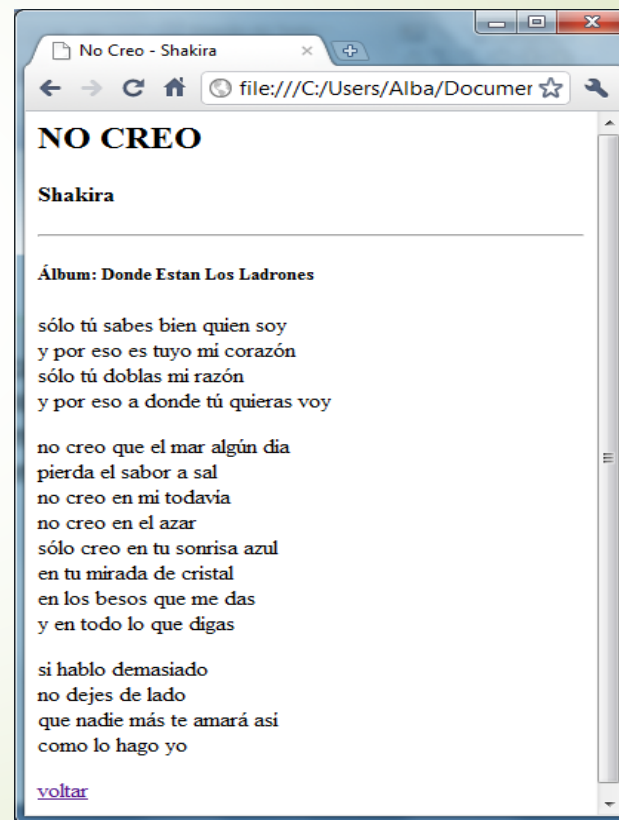 No Creo - Shakira
file:///C:/Users/Alba/Documer
NO CREO
Shakira
Álbum: Donde Estan Los Ladrones
sólo tú sabes bien quien soy
y por eso es tuyo mi corazón
sólo tú doblas mi razón
y por eso a donde tú quieras voy
no creo que el mar algún dia
pierda el sabor a sal
no creo en mi todavia
no creo en el azar
sólo creo en tu sonrisa azul
en tu mirada de cristal
en los besos que me das
y en todo lo que digas
si hablo demasiado
no dejes de lado
que nadie más te amará asi
como lo hago yo
voltar